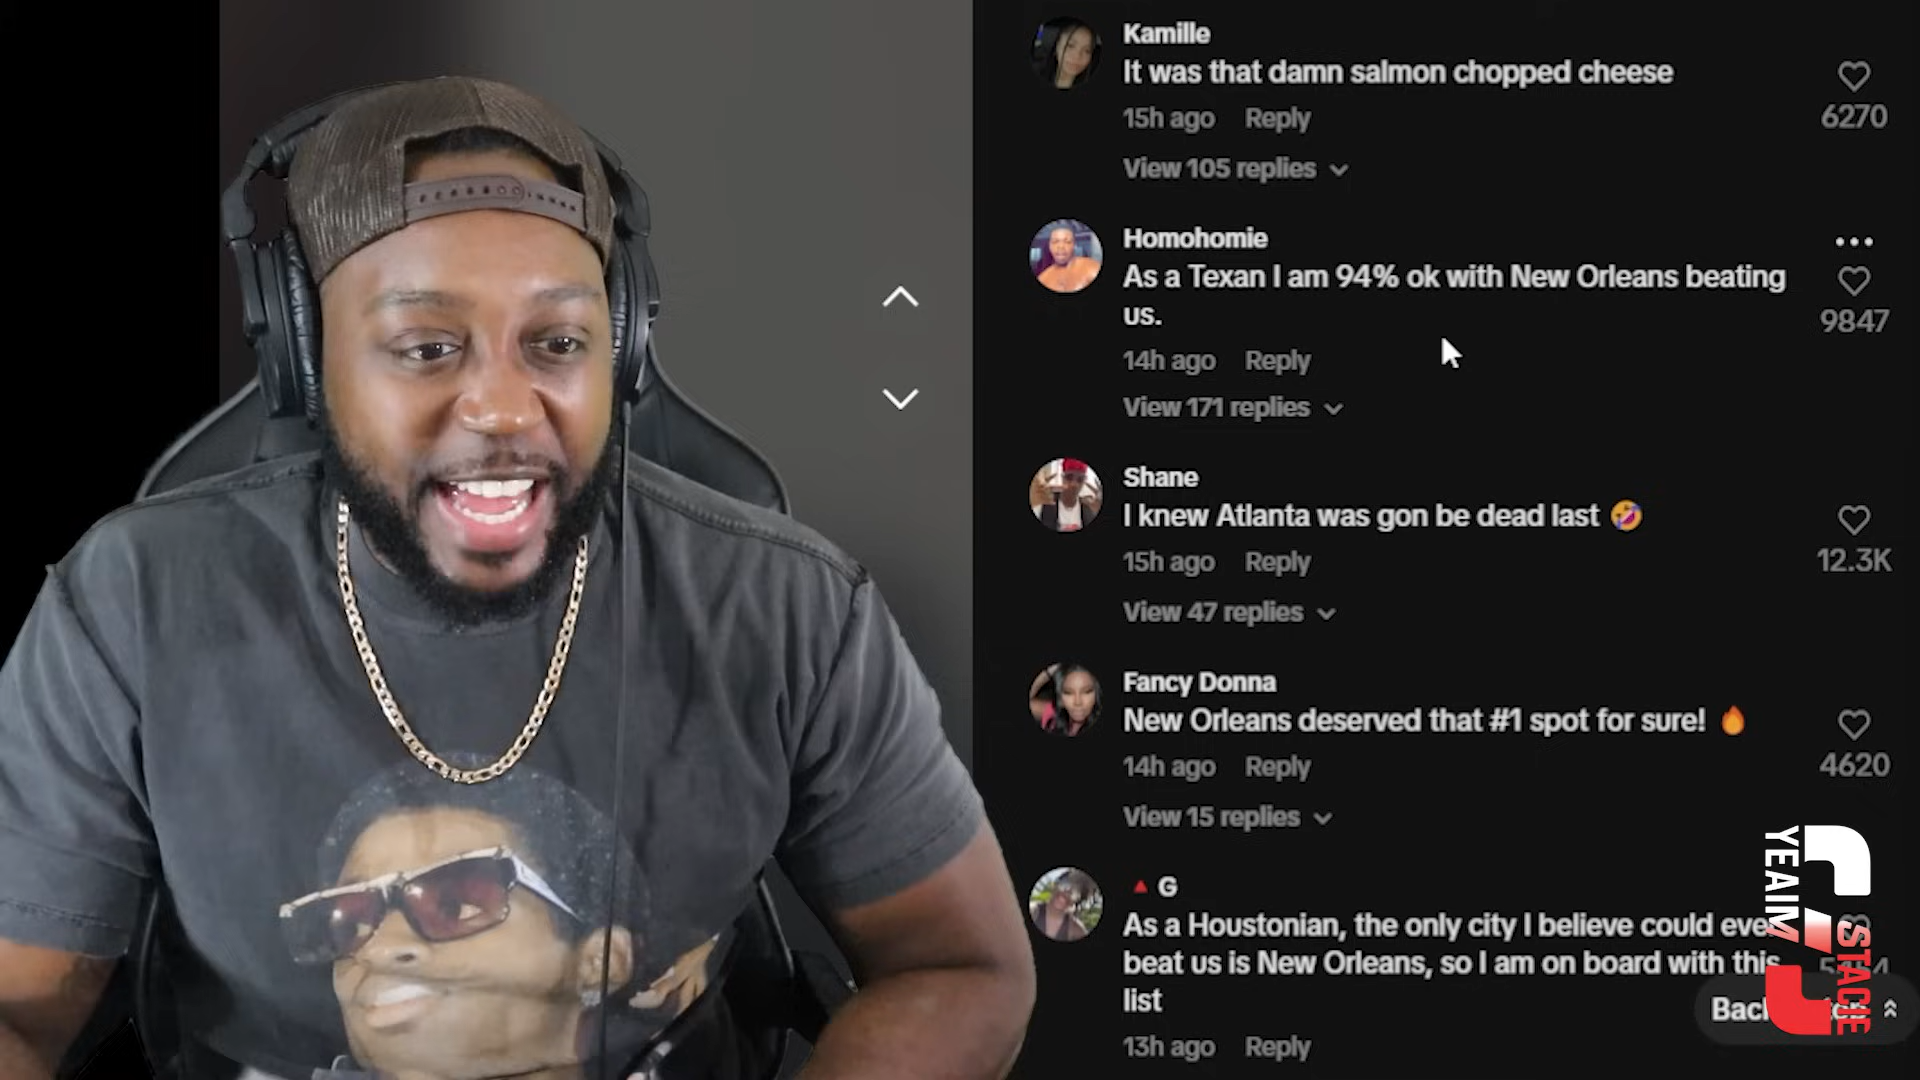 Kamille
It was that damn salmon chopped cheese
15h ago Reply
6270
View 105 replies
Homohomie
As a Texan I am 94% ok with New Orleans beating
us.
9847
14h ago Reply
View 171 replies
Shane
I knew Atlanta was gon be dead last 🤣
15h ago Reply
12.3K
View 47 replies
Fancy Donna
New Orleans deserved that #1 spot for sure! 🔥
14h ago Reply
4620
View 15 replies
🔺 G
As a Houstonian, the only city I believe could ever
beat us is New Orleans, so I am on board with this
list
13h ago Reply
YEAIM
STACIE